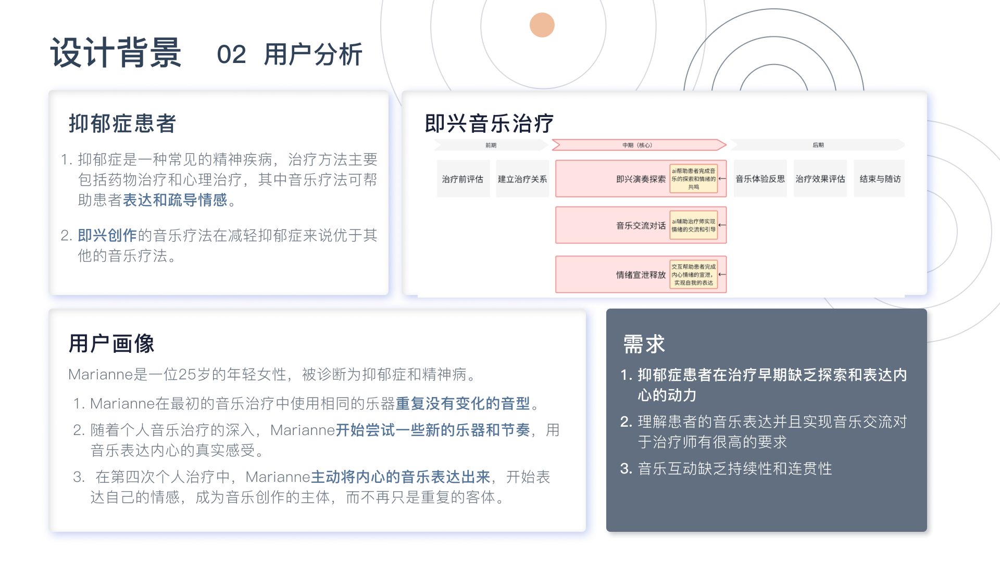 设计背景 02 用户分析
抑郁症患者
1. 抑郁症是一种常见的精神疾病，治疗方法主要
包括药物治疗和心理治疗，其中音乐疗法可帮
助患者表达和疏导情感。
2. 即兴创作的音乐疗法在减轻抑郁症来说优于其
他的音乐疗法。
即兴音乐治疗
前期
中期（核心）
后期
治疗前评估
建立治疗关系
即兴演奏探索
ai帮助患者完成音
乐的探索和情绪的
共鸣
←
音乐体验反思
治疗效果评估
结束与随访
音乐交流对话
ai辅助治疗师实现
情绪的交流和引导
←
情绪宣泄释放
交互帮助患者完成
内心情绪的宣泄，
实现自我的表达
←
用户画像
Marianne是一位25岁的年轻女性，被诊断为抑郁症和精神病。
1. Marianne在最初的音乐治疗中使用相同的乐器重复没有变化的音型。
2. 随着个人音乐治疗的深入，Marianne开始尝试一些新的乐器和节奏，用
音乐表达内心的真实感受。
3. 在第四次个人治疗中，Marianne主动将内心的音乐表达出来，开始表
达自己的情感，成为音乐创作的主体，而不再只是重复的客体。
需求
1. 抑郁症患者在治疗早期缺乏探索和表达内
心的动力
2. 理解患者的音乐表达并且实现音乐交流对
于治疗师有很高的要求
3. 音乐互动缺乏持续性和连贯性